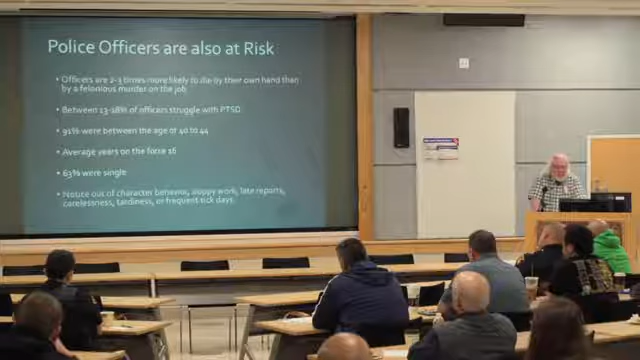 Police Officers are also at Risk
• Officers are 2-3 times more likely to die by their own hand than
by a felonious murder on the job
• Between 13-18% of officers struggle with PTSD
• 91% were between the age of 40 to 44
• Average years on the force 16
• 63% were single
• Notice out of character behavior, sloppy work, late reports,
carelessness, tardiness, or frequent sick days.